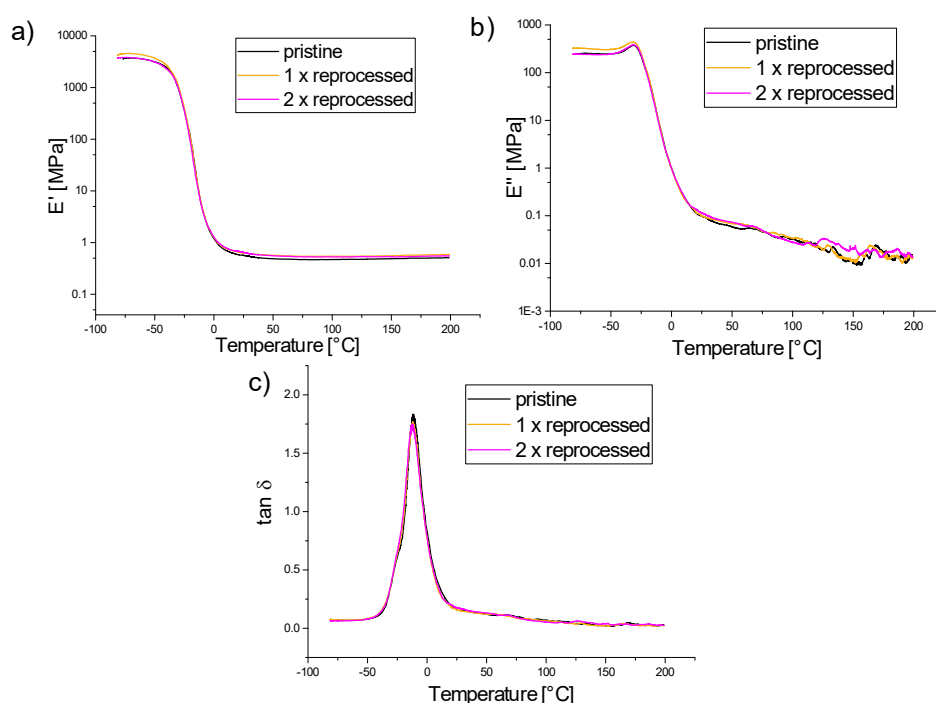 a)
10000
1000
100
10
1
0.1
-100
-50
0
50
100
150
200
E' [MPa]
Temperature [°C]
pristine
1 x reprocessed
2 x reprocessed
b)
1000
100
10
1
0.1
0.01
1E-3
-100
-50
0
50
100
150
200
E'' [MPa]
Temperature [°C]
pristine
1 x reprocessed
2 x reprocessed
c)
2.0
1.5
1.0
0.5
0.0
-100
-50
0
50
100
150
200
tan δ
Temperature [°C]
pristine
1 x reprocessed
2 x reprocessed